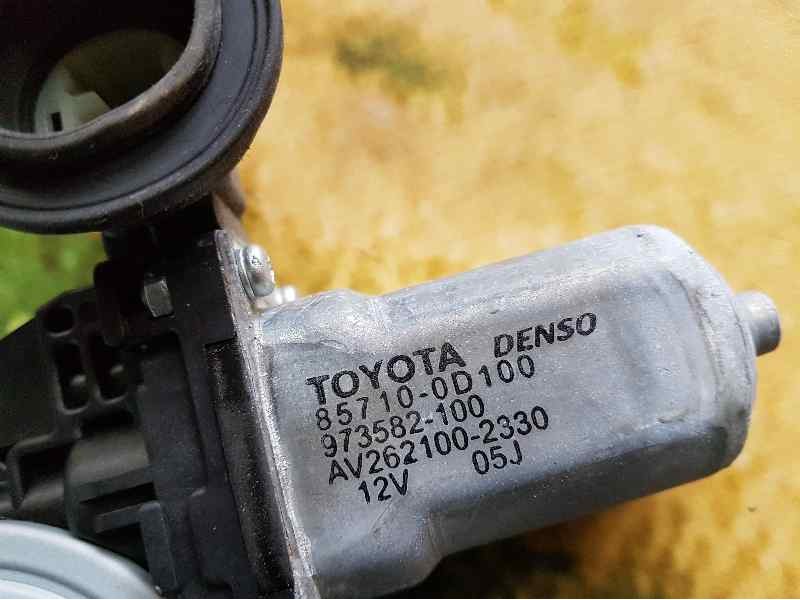 TOYOTA DENSO
85710-0D100
973582-100
AV262100-2330
12V 05J